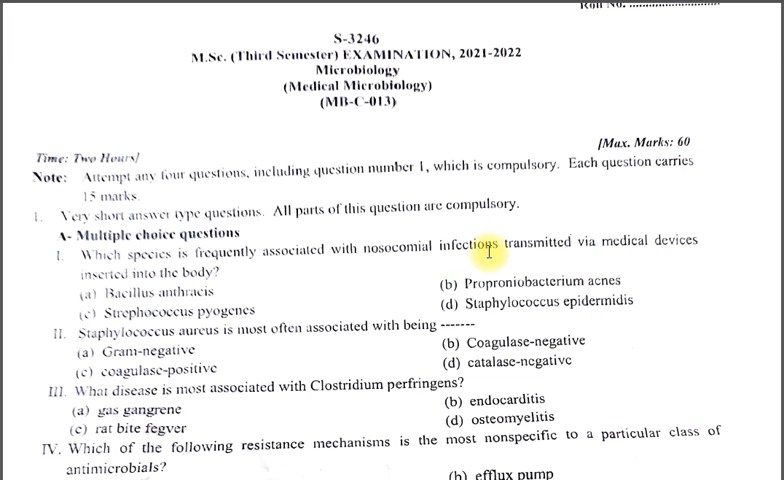 Roll No. ........................
S-3246
M.Sc. (Third Semester) EXAMINATION, 2021-2022
Microbiology
(Medical Microbiology)
(MB-C-013)
Time: Two Hours] [Max. Marks: 60
Note: Attempt any four questions, including question number 1, which is compulsory. Each question carries
15 marks.
1. Very short answer type questions. All parts of this question are compulsory.
A- Multiple choice questions
I. Which species is frequently associated with nosocomial infections transmitted via medical devices
inserted into the body?
(a) Bacillus anthracis (b) Proproniobacterium acnes
(c) Strephococcus pyogenes (d) Staphylococcus epidermidis
II. Staphylococcus aureus is most often associated with being -------
(a) Gram-negative (b) Coagulase-negative
(c) coagulase-positive (d) catalase-negative
III. What disease is most associated with Clostridium perfringens?
(a) gas gangrene (b) endocarditis
(c) rat bite fegver (d) osteomyelitis
IV. Which of the following resistance mechanisms is the most nonspecific to a particular class of
antimicrobials?
(b) efflux pump